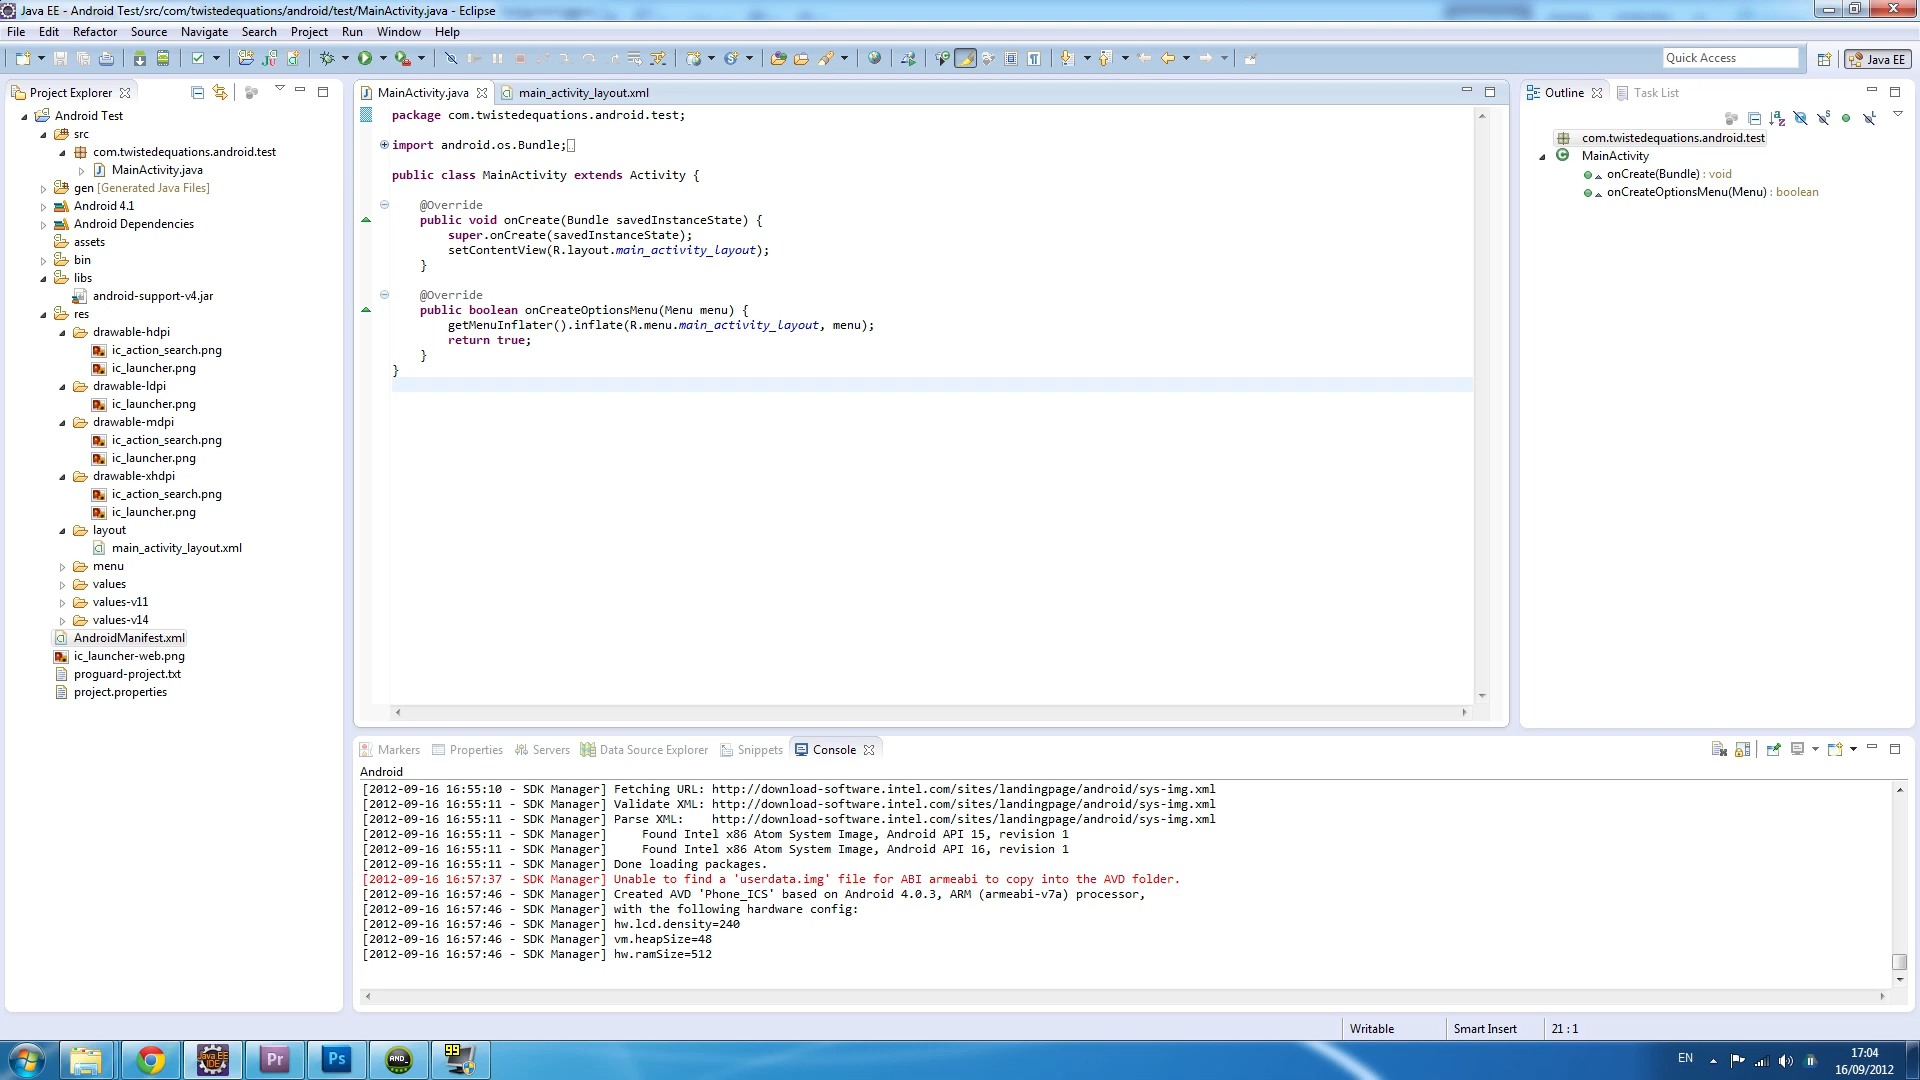 Java EE - Android Test/src/com/twistedequations/android/test/MainActivity.java - Eclipse
File Edit Refactor Source Navigate Search Project Run Window Help
Quick Access
Java EE
Project Explorer
Android Test
src
com.twistedequations.android.test
MainActivity.java
gen [Generated Java Files]
Android 4.1
Android Dependencies
assets
bin
libs
android-support-v4.jar
res
drawable-hdpi
ic_action_search.png
ic_launcher.png
drawable-ldpi
ic_launcher.png
drawable-mdpi
ic_action_search.png
ic_launcher.png
drawable-xhdpi
ic_action_search.png
ic_launcher.png
layout
main_activity_layout.xml
menu
values
values-v11
values-v14
AndroidManifest.xml
ic_launcher-web.png
proguard-project.txt
project.properties
MainActivity.java
main_activity_layout.xml
package com.twistedequations.android.test;
import android.os.Bundle;
public class MainActivity extends Activity {
@Override
public void onCreate(Bundle savedInstanceState) {
super.onCreate(savedInstanceState);
setContentView(R.layout.main_activity_layout);
}
@Override
public boolean onCreateOptionsMenu(Menu menu) {
getMenuInflater().inflate(R.menu.main_activity_layout, menu);
return true;
}
}
Outline
Task List
com.twistedequations.android.test
MainActivity
onCreate(Bundle) : void
onCreateOptionsMenu(Menu) : boolean
Markers
Properties
Servers
Data Source Explorer
Snippets
Console
Android
[2012-09-16 16:55:10 - SDK Manager] Fetching URL: http://download-software.intel.com/sites/landingpage/android/sys-img.xml
[2012-09-16 16:55:11 - SDK Manager] Validate XML: http://download-software.intel.com/sites/landingpage/android/sys-img.xml
[2012-09-16 16:55:11 - SDK Manager] Parse XML: http://download-software.intel.com/sites/landingpage/android/sys-img.xml
[2012-09-16 16:55:11 - SDK Manager] Found Intel x86 Atom System Image, Android API 15, revision 1
[2012-09-16 16:55:11 - SDK Manager] Found Intel x86 Atom System Image, Android API 16, revision 1
[2012-09-16 16:55:11 - SDK Manager] Done loading packages.
[2012-09-16 16:57:37 - SDK Manager] Unable to find a 'userdata.img' file for ABI armeabi to copy into the AVD folder.
[2012-09-16 16:57:46 - SDK Manager] Created AVD 'Phone_ICS' based on Android 4.0.3, ARM (armeabi-v7a) processor,
[2012-09-16 16:57:46 - SDK Manager] with the following hardware config:
[2012-09-16 16:57:46 - SDK Manager] hw.lcd.density=240
[2012-09-16 16:57:46 - SDK Manager] vm.heapSize=48
[2012-09-16 16:57:46 - SDK Manager] hw.ramSize=512
Writable
Smart Insert
21 : 1
Java EE
IDE
Pr
Ps
AND_
99
EN
17:04
16/09/2012